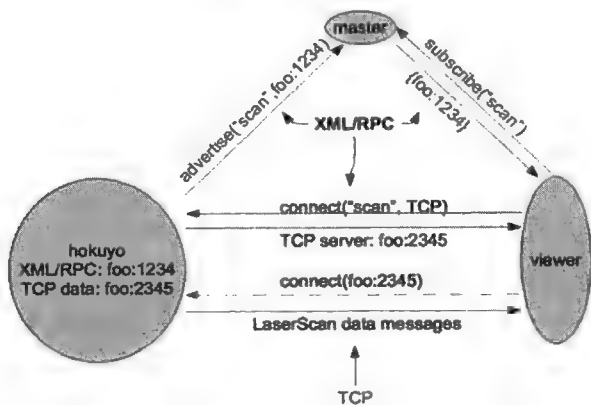 master
advertise("scan",foo:1234)
subscribe("scan")
{foo:1234}
XML/RPC
connect("scan", TCP)
TCP server: foo:2345
hokuyo
XML/RPC: foo:1234
TCP data: foo:2345
viewer
connect(foo:2345)
LaserScan data messages
TCP